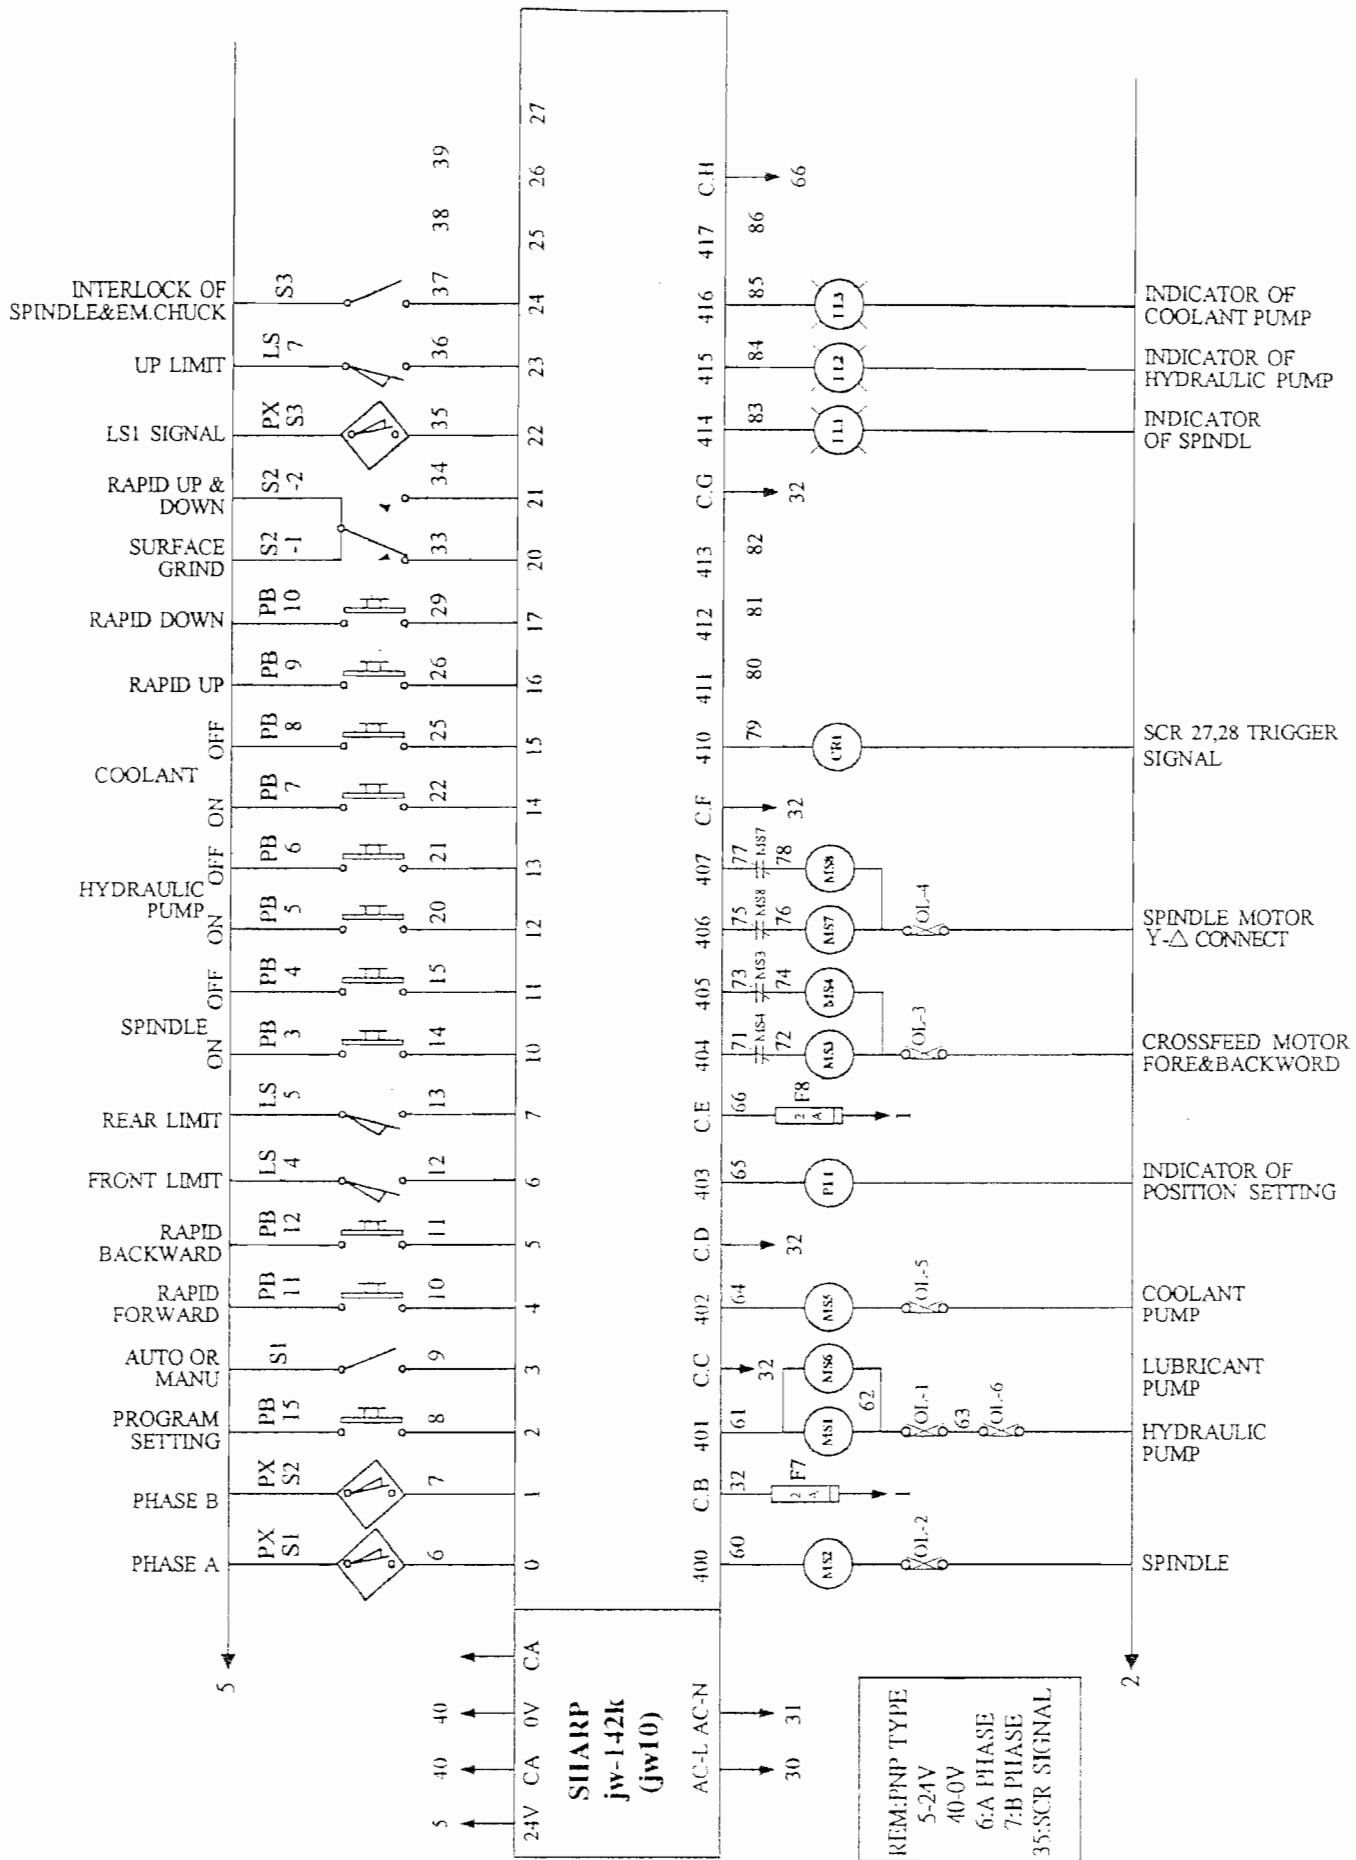 INTERLOCK OF
SPINDLE&EM.CHUCK
S3
37
24
UP LIMIT
LS
7
36
23
LS1 SIGNAL
PX
S3
35
22
RAPID UP &
DOWN
S2
-2
34
21
SURFACE
GRIND
S2
-1
33
20
RAPID DOWN
PB
10
29
17
RAPID UP
PB
9
26
16
COOLANT
OFF
PB
8
25
15
ON
PB
7
22
14
HYDRAULIC
PUMP
OFF
PB
6
21
13
ON
PB
5
20
12
SPINDLE
OFF
PB
4
15
11
ON
PB
3
14
10
REAR LIMIT
LS
5
13
7
FRONT LIMIT
LS
4
12
6
RAPID
BACKWARD
PB
12
11
5
RAPID
FORWARD
PB
11
10
4
AUTO OR
MANU
S1
9
3
PROGRAM
SETTING
PB
15
8
2
PHASE B
PX
S2
7
1
PHASE A
PX
S1
6
0
5
39
38
27
26
25
C.H
66
417
86
416
85
IL3
INDICATOR OF
COOLANT PUMP
415
84
IL2
INDICATOR OF
HYDRAULIC PUMP
414
83
IL1
INDICATOR
OF SPINDL
C.G
32
413
82
412
81
411
80
410
79
CR1
SCR 27,28 TRIGGER
SIGNAL
C.F
32
407
77
MS7
78
MS8
406
75
MS8
76
MS7
OL-4
SPINDLE MOTOR
Y-△ CONNECT
405
73
MS3
74
MS4
404
71
MS4
72
MS3
OL-3
CROSSFEED MOTOR
FORE&BACKWORD
C.E
66
F8
2
A
1
403
65
PL1
INDICATOR OF
POSITION SETTING
C.D
32
402
64
MS5
OL-5
COOLANT
PUMP
C.C
32
MS6
62
LUBRICANT
PUMP
401
61
MS1
OL-1
63
OL-6
HYDRAULIC
PUMP
C.B
32
F7
2
A
1
400
60
MS2
OL-2
SPINDLE
2
5
24V
40
CA
40
0V
CA
SHARP
jw-142k
(jw10)
AC-L
AC-N
30
31
REM:PNP TYPE
5-24V
40-0V
6:A PHASE
7:B PHASE
35:SCR SIGNAL